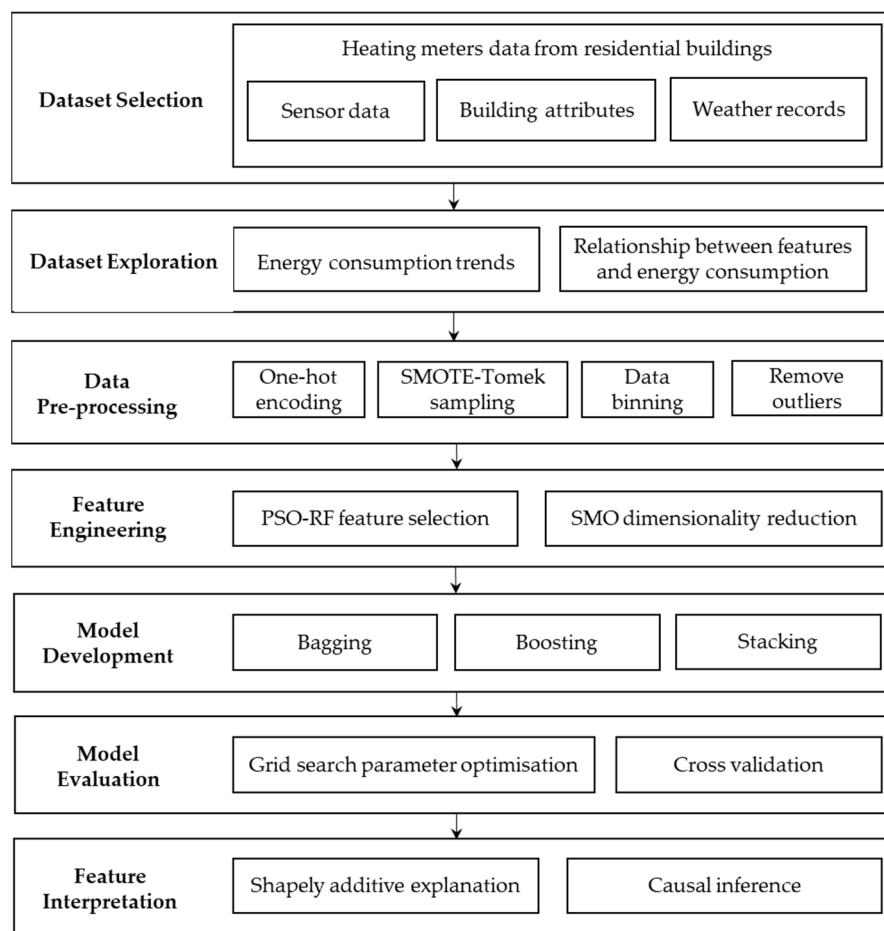 Heating meters data from residential buildings
Dataset Selection
Sensor data
Building attributes
Weather records
Dataset Exploration
Energy consumption trends
Relationship between features
and energy consumption
Data
Pre-processing
One-hot
encoding
SMOTE-Tomek
sampling
Data
binning
Remove
outliers
Feature
Engineering
PSO-RF feature selection
SMO dimensionality reduction
Model
Development
Bagging
Boosting
Stacking
Model
Evaluation
Grid search parameter optimisation
Cross validation
Feature
Interpretation
Shapely additive explanation
Causal inference